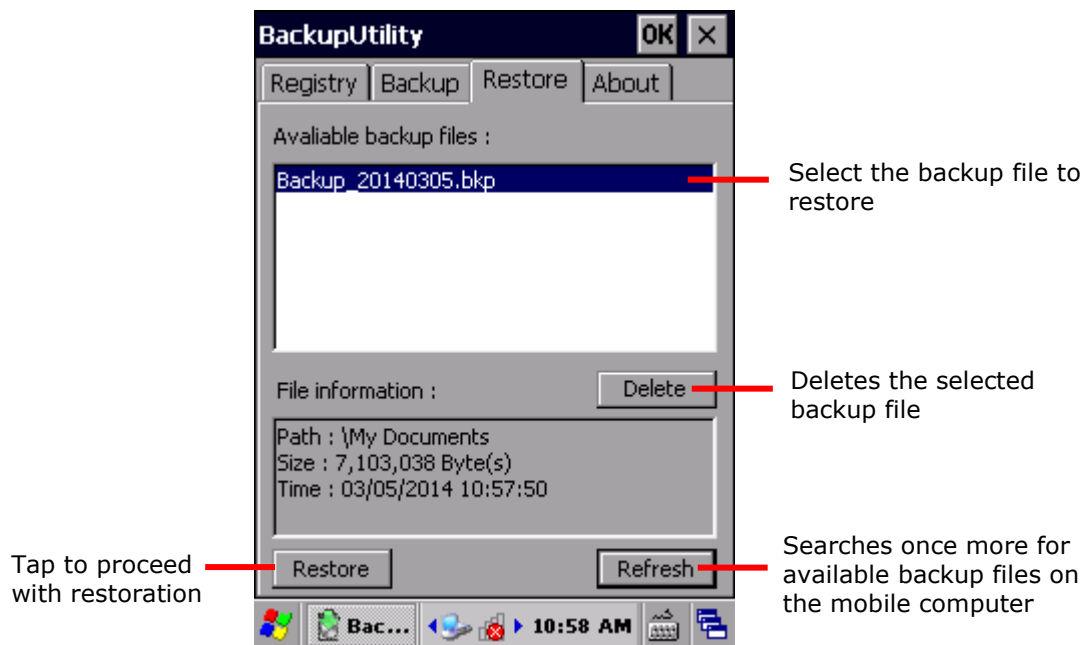 BackupUtility OK ×
Registry Backup Restore About
Avaliable backup files :
Backup_20140305.bkp
Select the backup file to
restore
File information : Delete
Deletes the selected
backup file
Path : \My Documents
Size : 7,103,038 Byte(s)
Time : 03/05/2014 10:57:50
Tap to proceed
with restoration
Restore Refresh
Searches once more for
available backup files on
the mobile computer
Bac... 10:58 AM